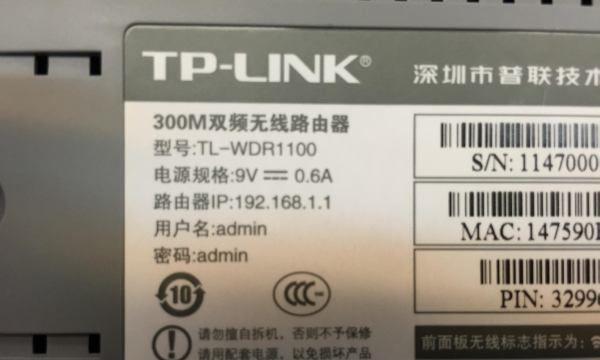 TP-LINK®
深圳市普联技术
300M双频无线路由器
型号:TL-WDR1100
电源规格:9V⎓0.6A
路由器IP:192.168.1.1
用户名:admin
密码:admin
S/N: 1147000
MAC: 147590
PIN: 3299
10
CCC
请勿擅自拆机，否则不予保修
请用配套电源，以免损坏产品
前面板无线标志指示为: